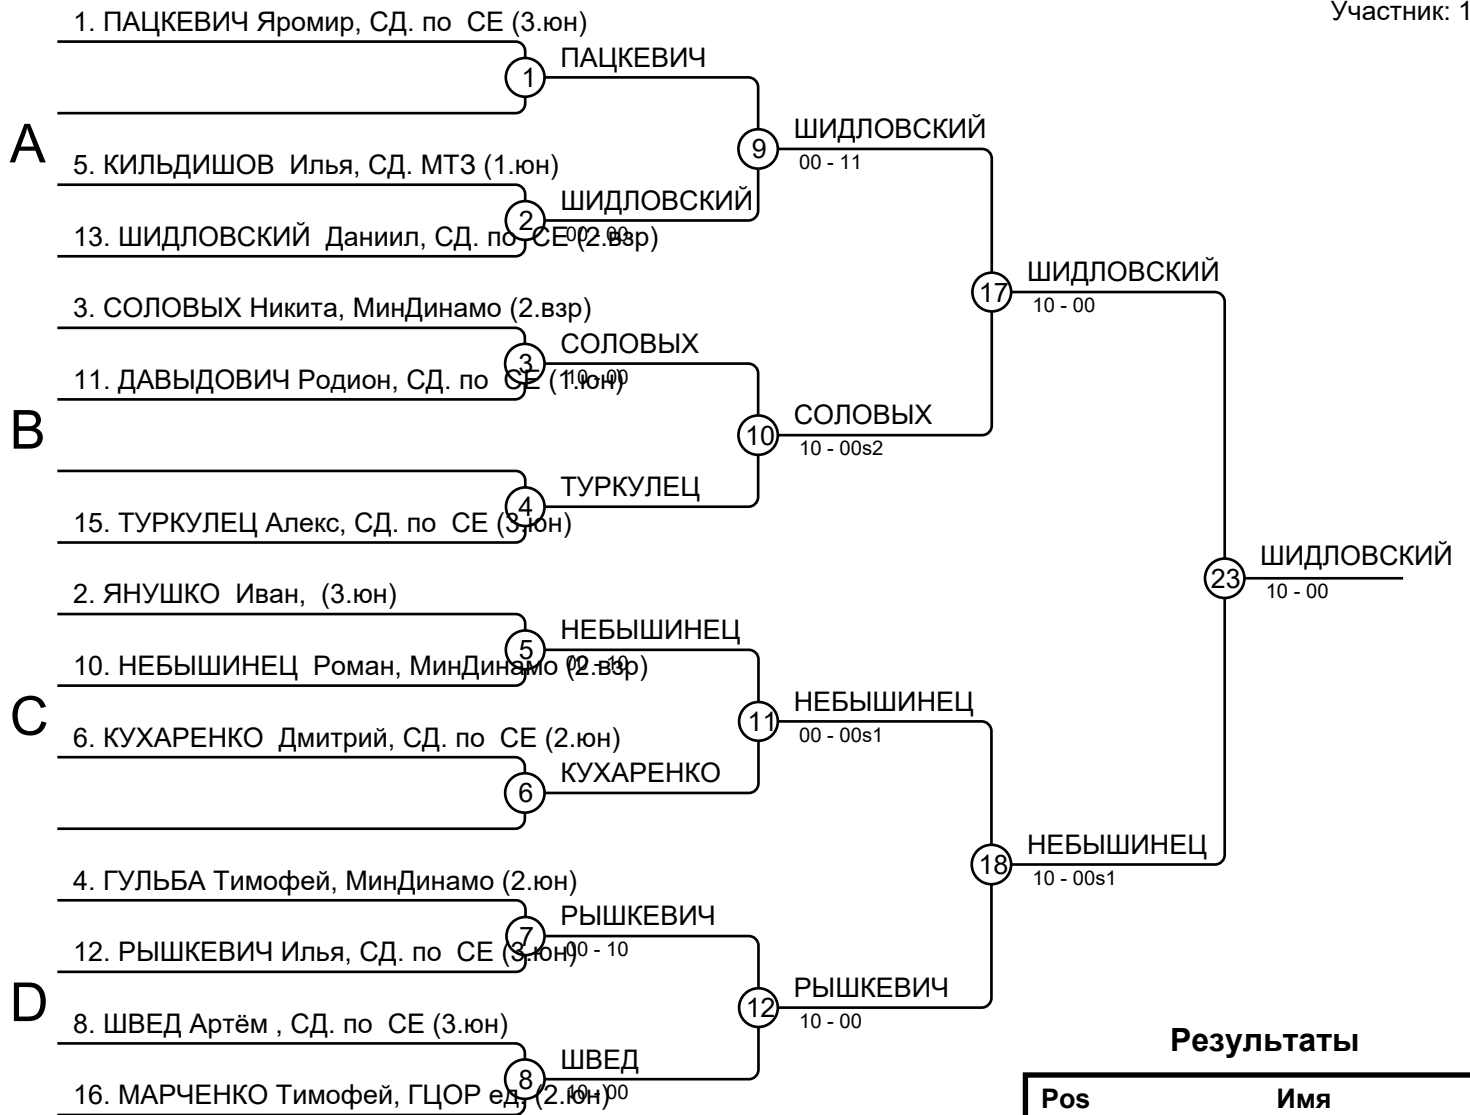 Участник: 1
1. ПАЦКЕВИЧ Яромир, СД. по СЕ (3.юн)
1 ПАЦКЕВИЧ
A
9 ШИДЛОВСКИЙ
00 - 11
5. КИЛЬДИШОВ Илья, СД. МТЗ (1.юн)
2 ШИДЛОВСКИЙ
13. ШИДЛОВСКИЙ Даниил, СД. по СЕ (2.взр)
17 ШИДЛОВСКИЙ
10 - 00
3. СОЛОВЫХ Никита, МинДинамо (2.взр)
3 СОЛОВЫХ
10 - 00
11. ДАВЫДОВИЧ Родион, СД. по СЕ (1.юн)
B
10 СОЛОВЫХ
10 - 00s2
4 ТУРКУЛЕЦ
15. ТУРКУЛЕЦ Алекс, СД. по СЕ (3.юн)
23 ШИДЛОВСКИЙ
10 - 00
2. ЯНУШКО Иван, (3.юн)
5 НЕБЫШИНЕЦ
00 - 10
10. НЕБЫШИНЕЦ Роман, МинДинамо (2.взр)
C
11 НЕБЫШИНЕЦ
00 - 00s1
6. КУХАРЕНКО Дмитрий, СД. по СЕ (2.юн)
6 КУХАРЕНКО
18 НЕБЫШИНЕЦ
10 - 00s1
4. ГУЛЬБА Тимофей, МинДинамо (2.юн)
7 РЫШКЕВИЧ
00 - 10
12. РЫШКЕВИЧ Илья, СД. по СЕ (3.юн)
D
12 РЫШКЕВИЧ
10 - 00
8. ШВЕД Артём , СД. по СЕ (3.юн)
8 ШВЕД
10 - 00
16. МАРЧЕНКО Тимофей, ГЦОР ед. (2.юн)
Результаты
Pos Имя